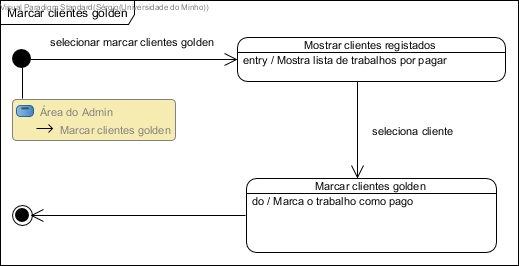 Visual Paradigm Standard(Sérgio(Universidade do Minho))
Marcar clientes golden
selecionar marcar clientes golden
Mostrar clientes registados
entry / Mostra lista de trabalhos por pagar
Área do Admin
Marcar clientes golden
seleciona cliente
Marcar clientes golden
do / Marca o trabalho como pago